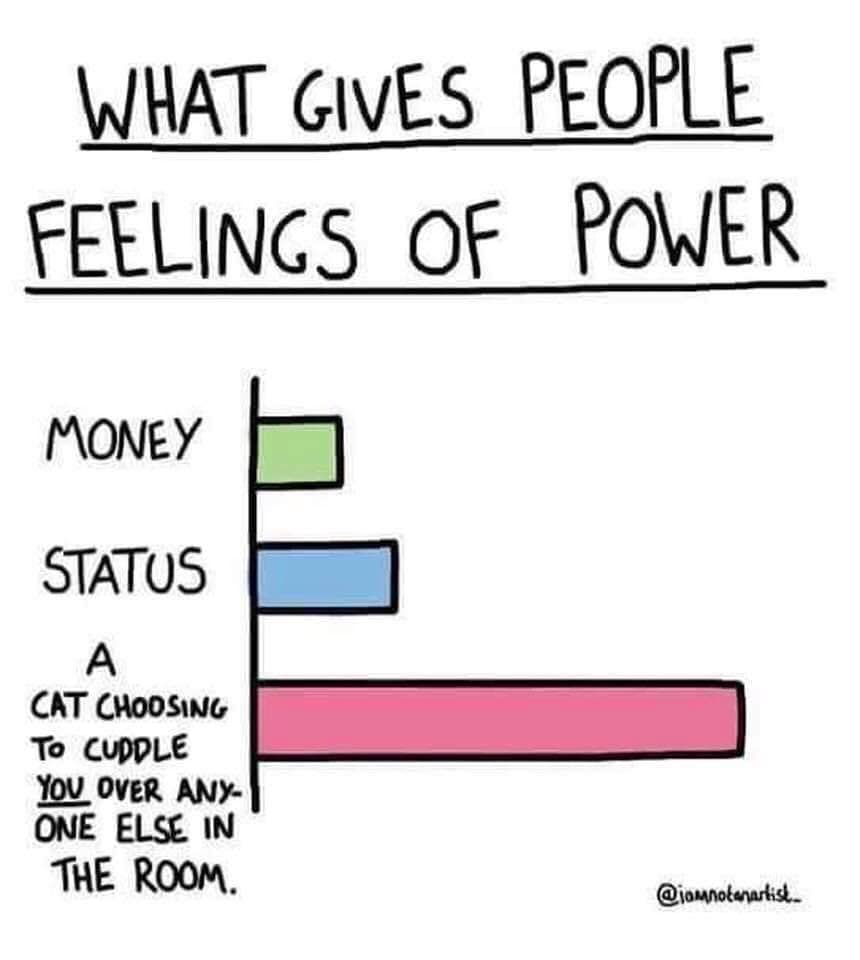 WHAT GIVES PEOPLE
FEELINGS OF POWER
MONEY
STATUS
A
CAT CHOOSING
TO CUDDLE
YOU OVER ANY-
ONE ELSE IN
THE ROOM.
@iamnotanartist_